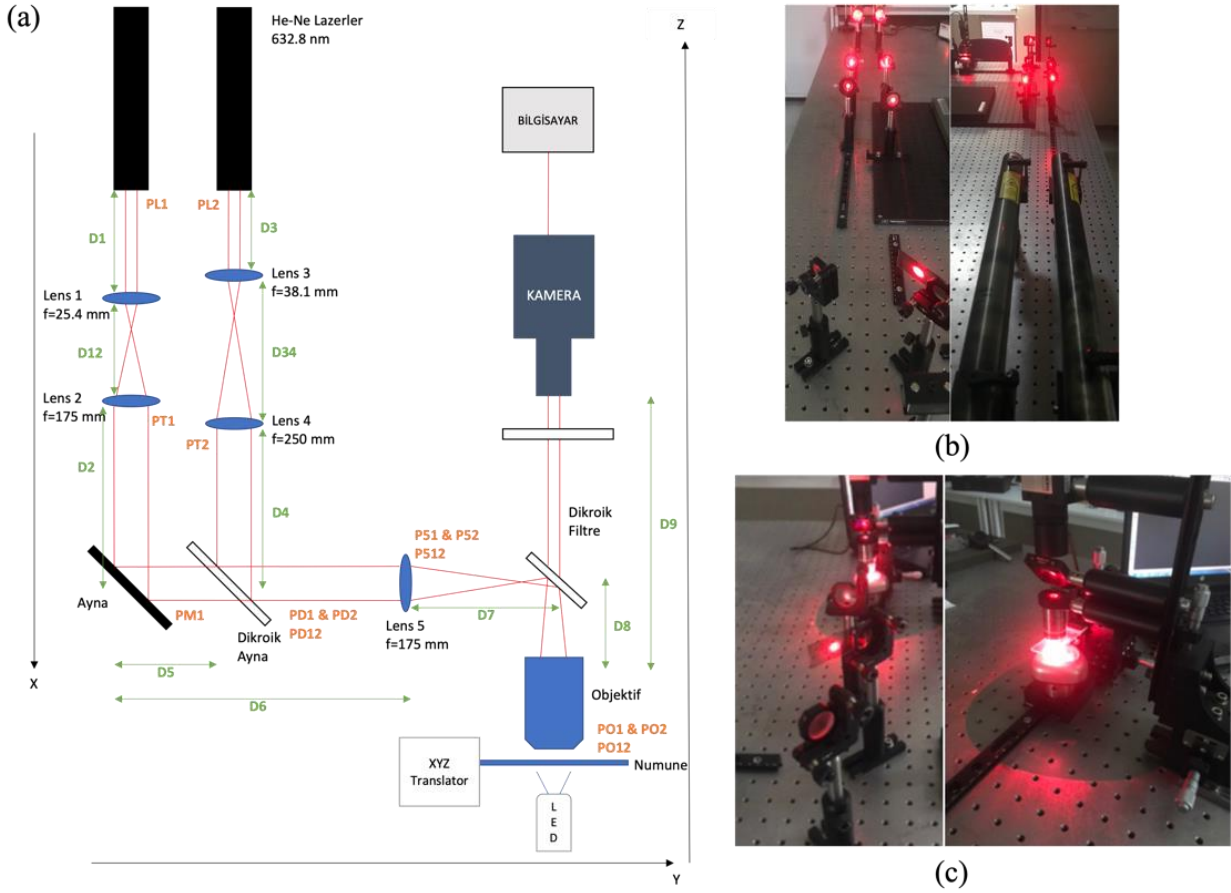 (a)
He-Ne Lazerler
632.8 nm
Z
BİLGİSAYAR
PL1
PL2
D1
D3
Lens 1
f=25.4 mm
Lens 3
f=38.1 mm
KAMERA
D12
D34
Lens 2
f=175 mm
PT1
PT2
Lens 4
f=250 mm
D2
D4
Dikroik
Filtre
D9
P51 & P52
P512
Ayna
PM1
Dikroik
Ayna
PD1 & PD2
PD12
Lens 5
f=175 mm
D7
D8
D5
D6
X
Objektif
PO1 & PO2
PO12
XYZ
Translator
Numune
L
E
D
Y
(b)
(c)